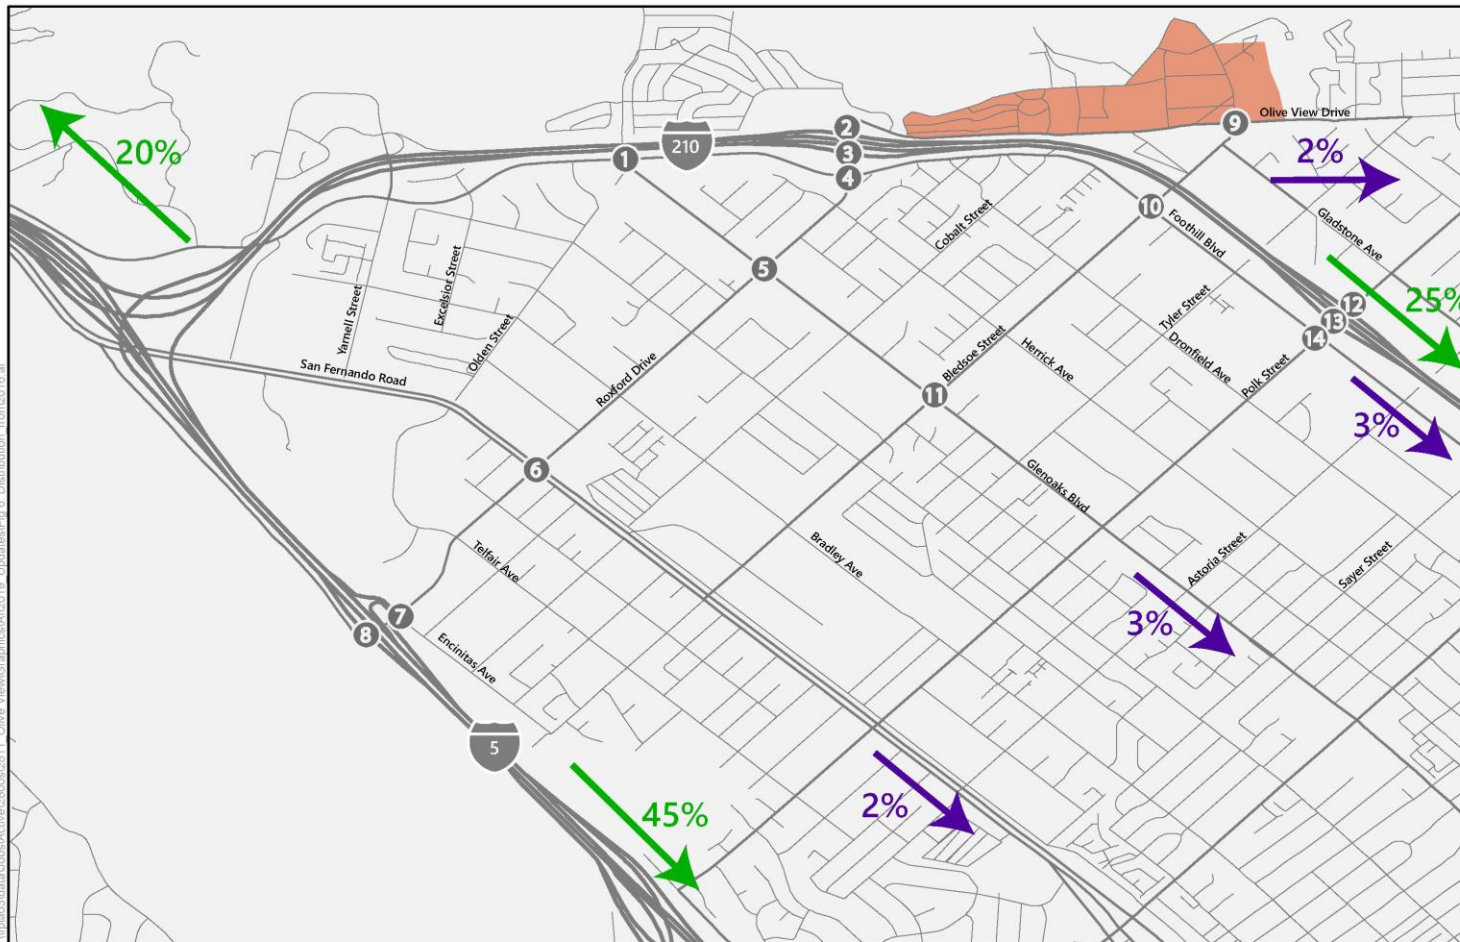 20%
1
210
2
3
4
9
Olive View Drive
2%
10
Foothill Blvd
Gladstone Ave
Cobalt Street
5
12
13
14
25%
Yarnell Street
Excelsior Street
Olden Street
San Fernando Road
Roxford Drive
Bledsoe Street
Herrick Ave
Tyler Street
Dronfield Ave
Polk Street
3%
11
6
Glenoaks Blvd
Telfair Ave
Bradley Ave
Astoria Street
Sayer Street
3%
7
8
Encinitas Ave
5
45%
2%